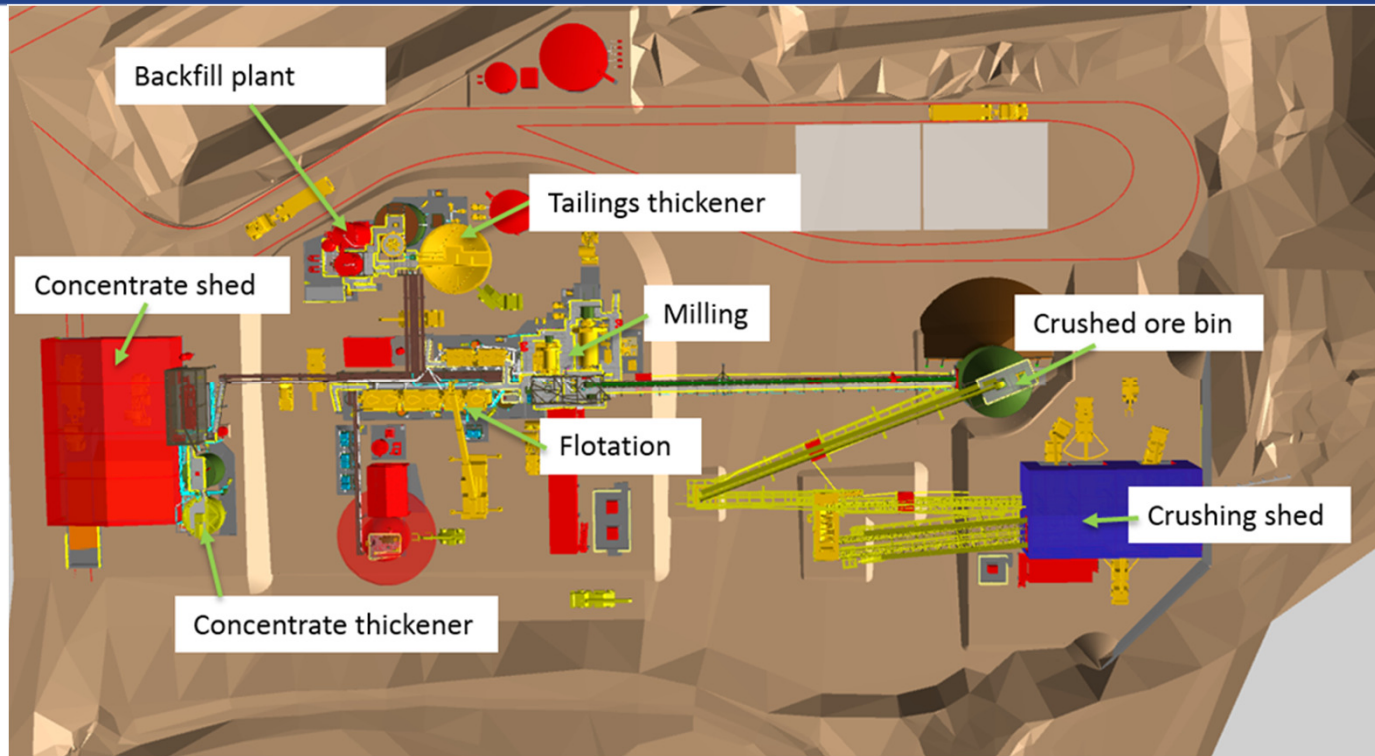 Backfill plant
Tailings thickener
Concentrate shed
Milling
Crushed ore bin
Flotation
Crushing shed
Concentrate thickener